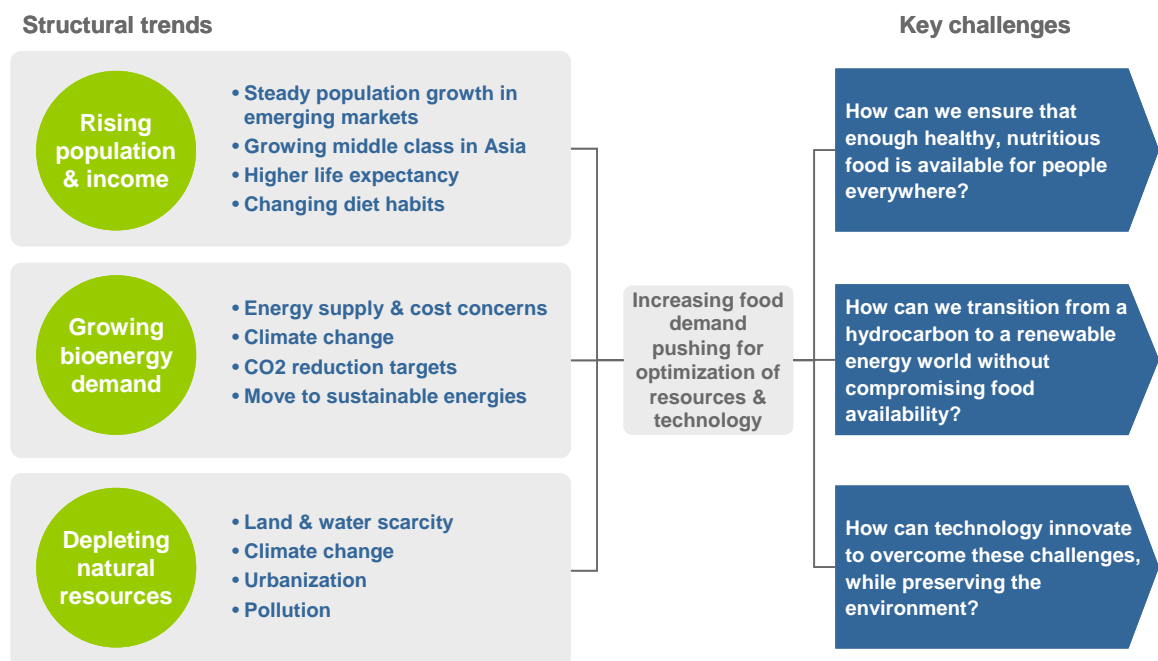 Structural trends
Key challenges
Rising
population
& income
• Steady population growth in
emerging markets
• Growing middle class in Asia
• Higher life expectancy
• Changing diet habits
Growing
bioenergy
demand
• Energy supply & cost concerns
• Climate change
• CO2 reduction targets
• Move to sustainable energies
Depleting
natural
resources
• Land & water scarcity
• Climate change
• Urbanization
• Pollution
Increasing food
demand
pushing for
optimization of
resources &
technology
How can we ensure that
enough healthy, nutritious
food is available for people
everywhere?
How can we transition from a
hydrocarbon to a renewable
energy world without
compromising food
availability?
How can technology innovate
to overcome these challenges,
while preserving the
environment?